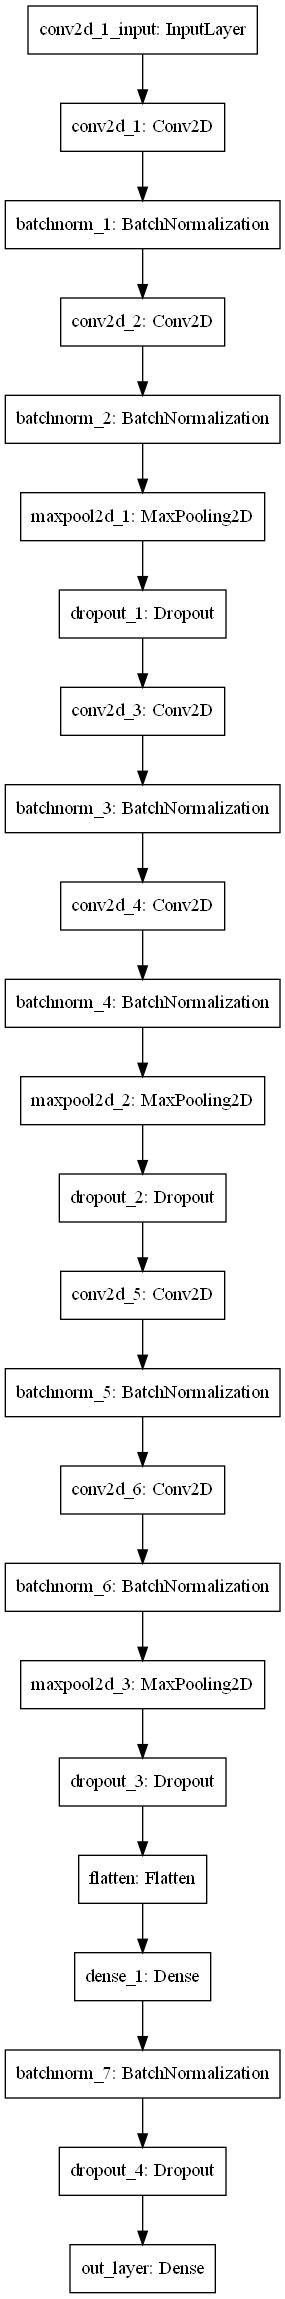 conv2d_1_input: InputLayer
conv2d_1: Conv2D
batchnorm_1: BatchNormalization
conv2d_2: Conv2D
batchnorm_2: BatchNormalization
maxpool2d_1: MaxPooling2D
dropout_1: Dropout
conv2d_3: Conv2D
batchnorm_3: BatchNormalization
conv2d_4: Conv2D
batchnorm_4: BatchNormalization
maxpool2d_2: MaxPooling2D
dropout_2: Dropout
conv2d_5: Conv2D
batchnorm_5: BatchNormalization
conv2d_6: Conv2D
batchnorm_6: BatchNormalization
maxpool2d_3: MaxPooling2D
dropout_3: Dropout
flatten: Flatten
dense_1: Dense
batchnorm_7: BatchNormalization
dropout_4: Dropout
out_layer: Dense